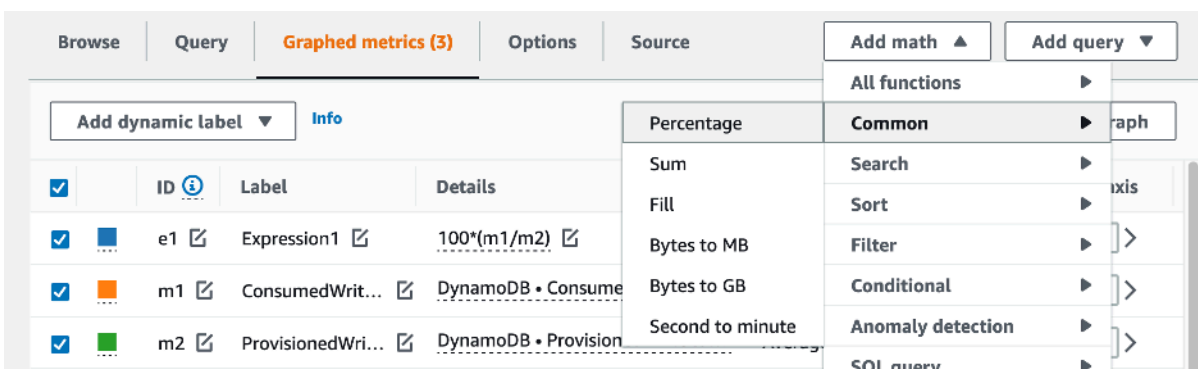 Browse Query Graphed metrics (3) Options Source Add math ▲ Add query ▼
All functions ▶
Add dynamic label ▼ Info
Percentage Common ▶
Sum Search ▶
ID Label Details
Fill Sort ▶
e1 Expression1 100*(m1/m2)
Bytes to MB Filter ▶
m1 ConsumedWrit... DynamoDB • Consume
Bytes to GB Conditional ▶
Second to minute Anomaly detection ▶
m2 ProvisionedWri... DynamoDB • Provision
SQL query ▶